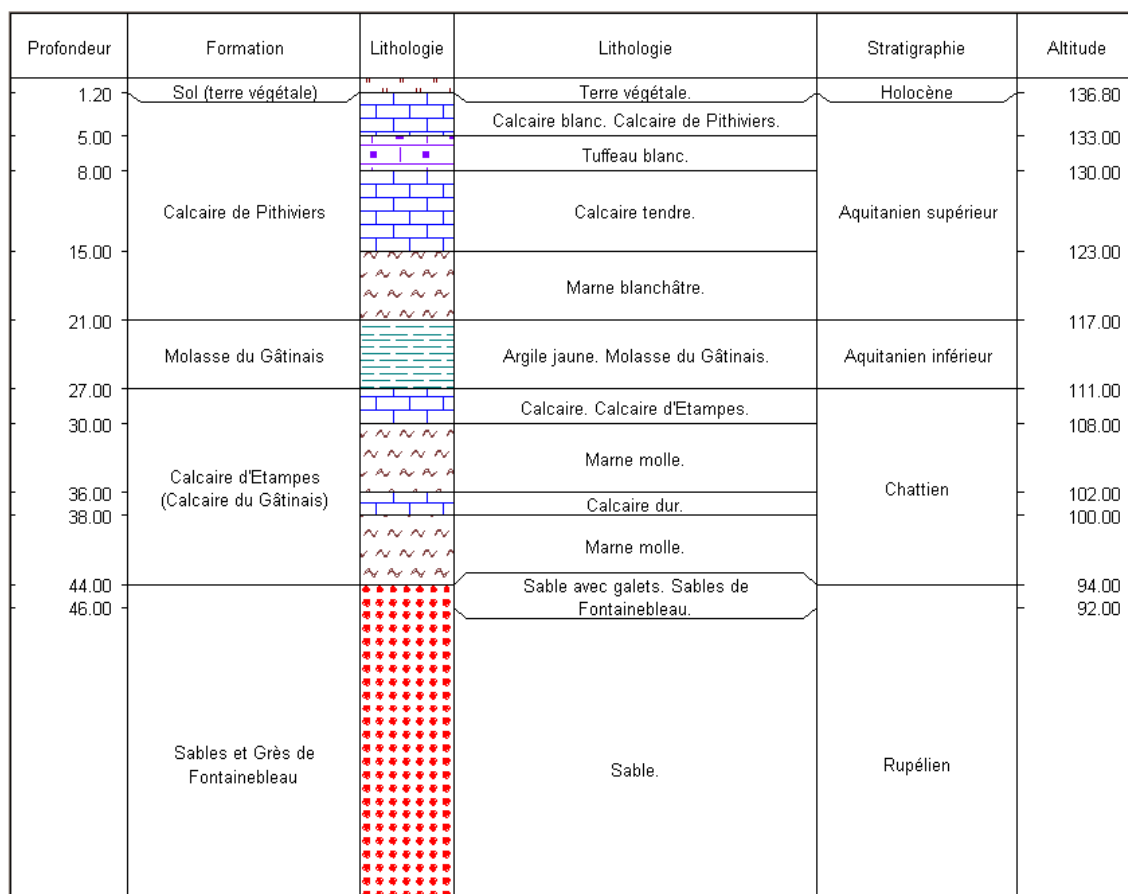 Profondeur Formation Lithologie Lithologie Stratigraphie Altitude
1.20 Sol (terre végétale) Terre végétale. Holocène 136.80
Calcaire blanc. Calcaire de Pithiviers.
5.00 133.00
Tuffeau blanc.
8.00 130.00
Calcaire de Pithiviers Calcaire tendre. Aquitanien supérieur
15.00 123.00
Marne blanchâtre.
21.00 117.00
Molasse du Gâtinais Argile jaune. Molasse du Gâtinais. Aquitanien inférieur
27.00 111.00
Calcaire. Calcaire d'Etampes.
30.00 108.00
Marne molle.
Calcaire d'Etampes
(Calcaire du Gâtinais) Chattien
36.00 102.00
Calcaire dur.
38.00 100.00
Marne molle.
44.00 Sable avec galets. Sables de 94.00
46.00 Fontainebleau. 92.00
Sables et Grès de
Fontainebleau Sable. Rupélien